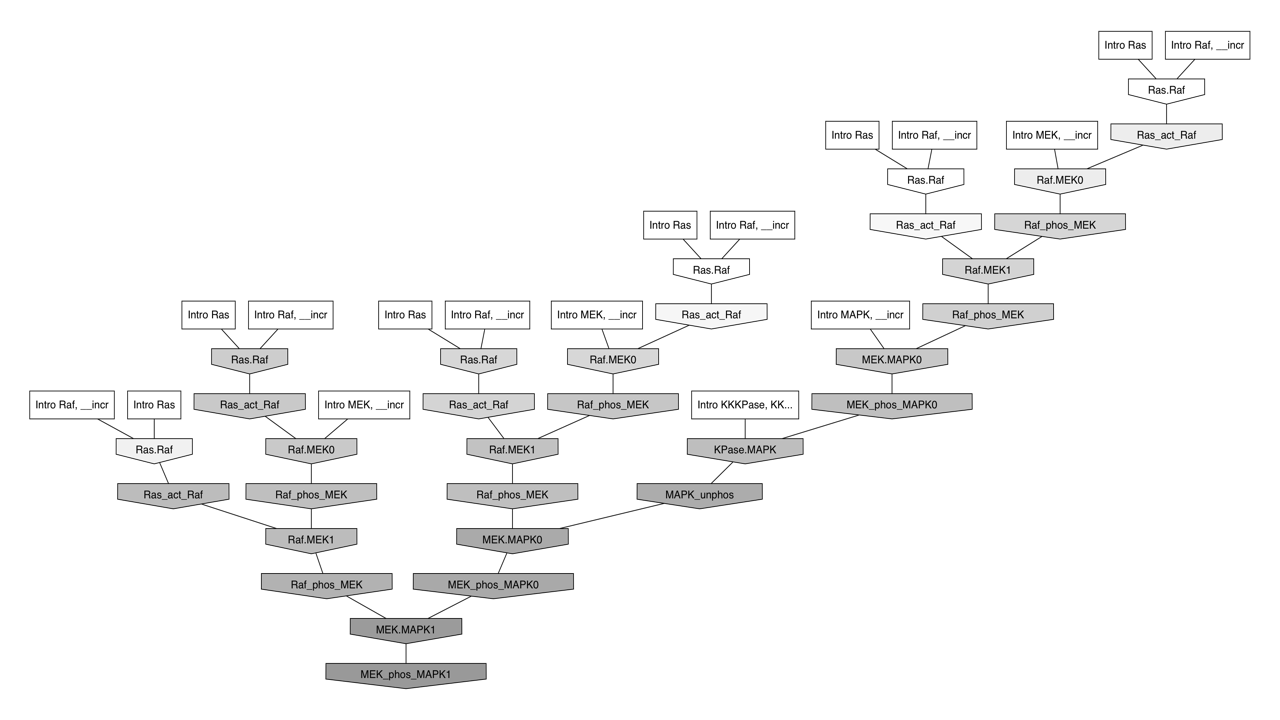 Intro Ras
Intro Raf, __incr
Ras.Raf
Intro Ras
Intro Raf, __incr
Intro MEK, __incr
Ras_act_Raf
Ras.Raf
Raf.MEK0
Intro Ras
Intro Raf, __incr
Ras_act_Raf
Raf_phos_MEK
Ras.Raf
Raf.MEK1
Intro Ras
Intro Raf, __incr
Intro Ras
Intro Raf, __incr
Intro MEK, __incr
Ras_act_Raf
Intro MAPK, __incr
Raf_phos_MEK
Ras.Raf
Ras.Raf
Raf.MEK0
MEK.MAPK0
Intro Raf, __incr
Intro Ras
Ras_act_Raf
Intro MEK, __incr
Ras_act_Raf
Raf_phos_MEK
Intro KKKPase, KK...
MEK_phos_MAPK0
Ras.Raf
Raf.MEK0
Raf.MEK1
KPase.MAPK
Ras_act_Raf
Raf_phos_MEK
Raf_phos_MEK
MAPK_unphos
Raf.MEK1
MEK.MAPK0
Raf_phos_MEK
MEK_phos_MAPK0
MEK.MAPK1
MEK_phos_MAPK1